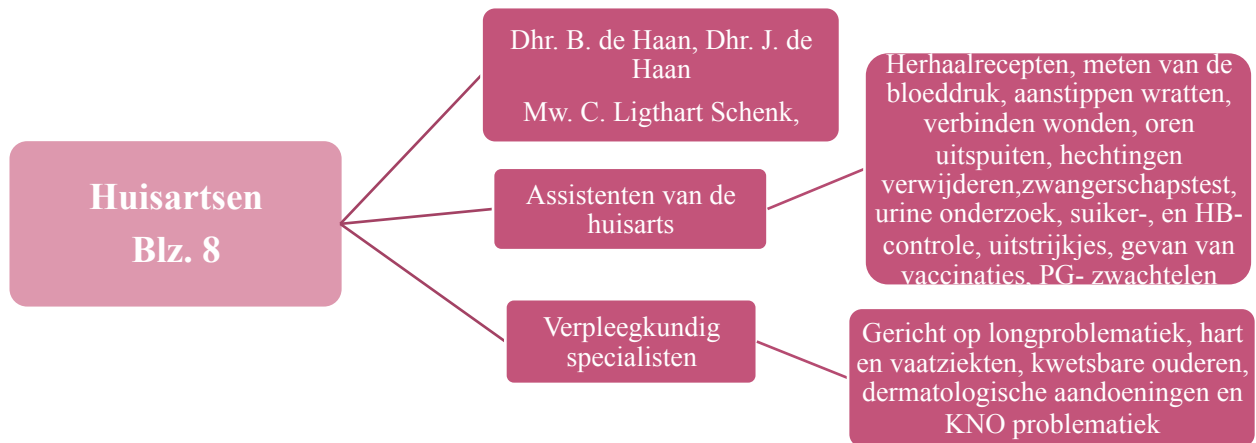 Huisartsen
Blz. 8
Dhr. B. de Haan, Dhr. J. de
Haan
Mw. C. Ligthart Schenk,
Assistenten van de
huisarts
Herhaalrecepten, meten van de
bloeddruk, aanstippen wratten,
verbinden wonden, oren
uitspuiten, hechtingen
verwijderen,zwangerschapstest,
urine onderzoek, suiker-, en HB-
controle, uitstrijkjes, gevan van
vaccinaties, PG- zwachtelen
Verpleegkundig
specialisten
Gericht op longproblematiek, hart
en vaatziekten, kwetsbare ouderen,
dermatologische aandoeningen en
KNO problematiek